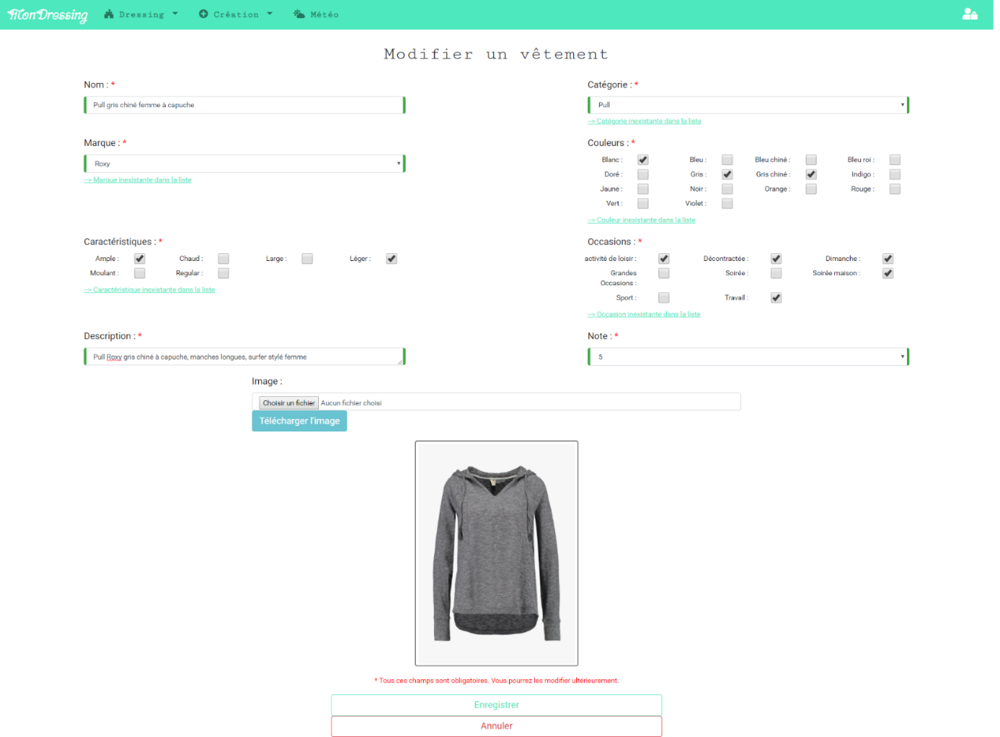 MonDressing Dressing Création Météo
Modifier un vêtement
Nom : *
Pull gris chiné femme à capuche
Catégorie : *
Pull
--> Catégorie inexistante dans la liste
Marque : *
Roxy
--> Marque inexistante dans la liste
Couleurs : *
Blanc : Bleu : Bleu chiné : Bleu roi :
Doré : Gris : Gris chiné : Indigo :
Jaune : Noir : Orange : Rouge :
Vert : Violet :
--> Couleur inexistante dans la liste
Caractéristiques : *
Ample : Chaud : Large : Léger :
Moulant : Regular :
--> Caractéristique inexistante dans la liste
Occasions : *
activité de loisir : Décontractée : Dimanche :
Grandes Occasions : Soirée : Soirée maison :
Sport : Travail :
--> Occasion inexistante dans la liste
Description : *
Pull Roxy gris chiné à capuche, manches longues, surfer stylé femme
Note : *
5
Image :
Choisir un fichier Aucun fichier choisi
Télécharger l'image
* Tous ces champs sont obligatoires. Vous pourrez les modifier ultérieurement.
Enregistrer
Annuler